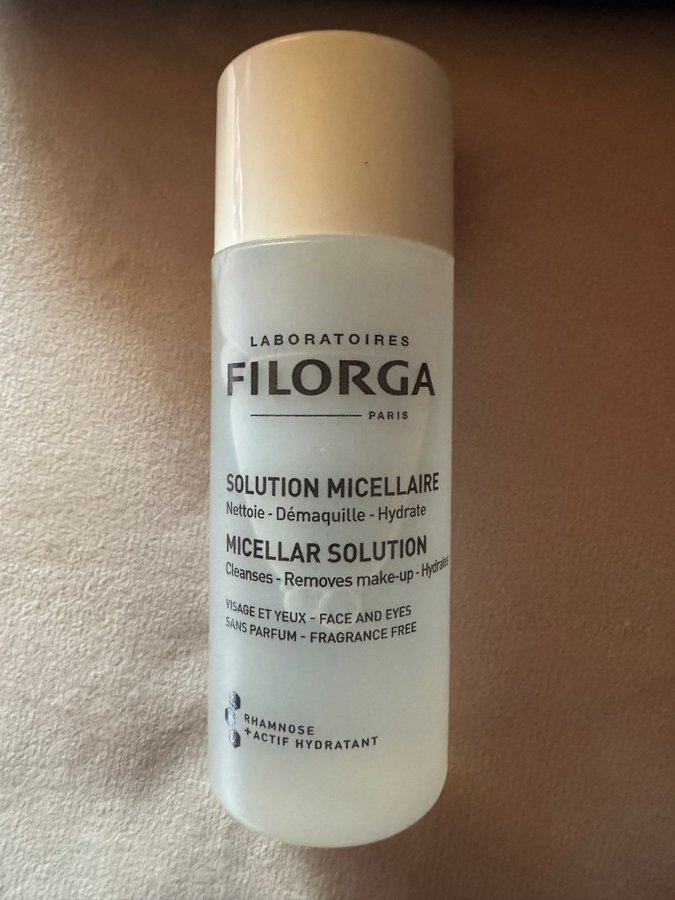 LABORATOIRES
FILORGA
PARIS
SOLUTION MICELLAIRE
Nettoie - Démaquille - Hydrate
MICELLAR SOLUTION
Cleanses - Removes make-up - Hydrates
VISAGE ET YEUX - FACE AND EYES
SANS PARFUM - FRAGRANCE FREE
RHAMNOSE
+ACTIF HYDRATANT